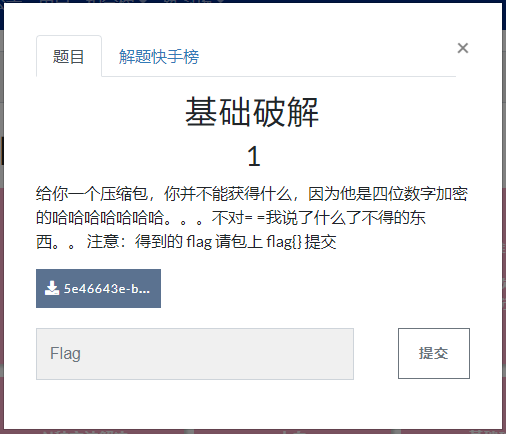 题目 解题快手榜 ×
基础破解
1
给你一个压缩包，你并不能获得什么，因为他是四位数字加密
的哈哈哈哈哈哈哈。。。不对= =我说了什么了不得的东
西。。 注意：得到的 flag 请包上 flag{} 提交
5e46643e-b...
Flag 提交